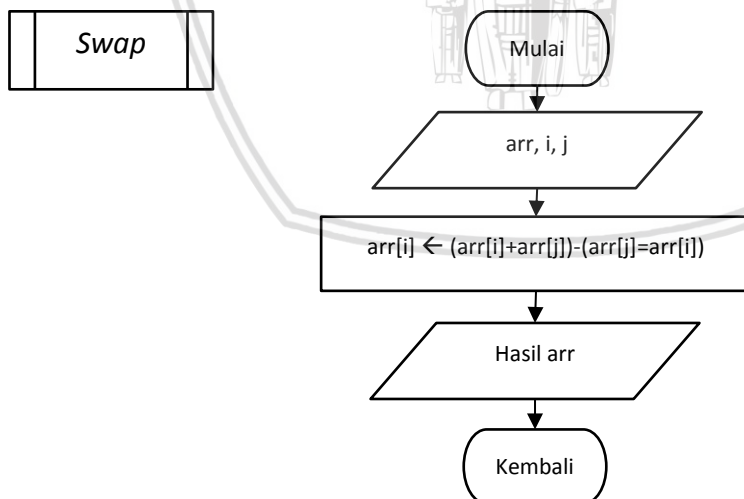 Swap
Mulai
arr, i, j
arr[i] ← (arr[i]+arr[j])-(arr[j]=arr[i])
Hasil arr
Kembali